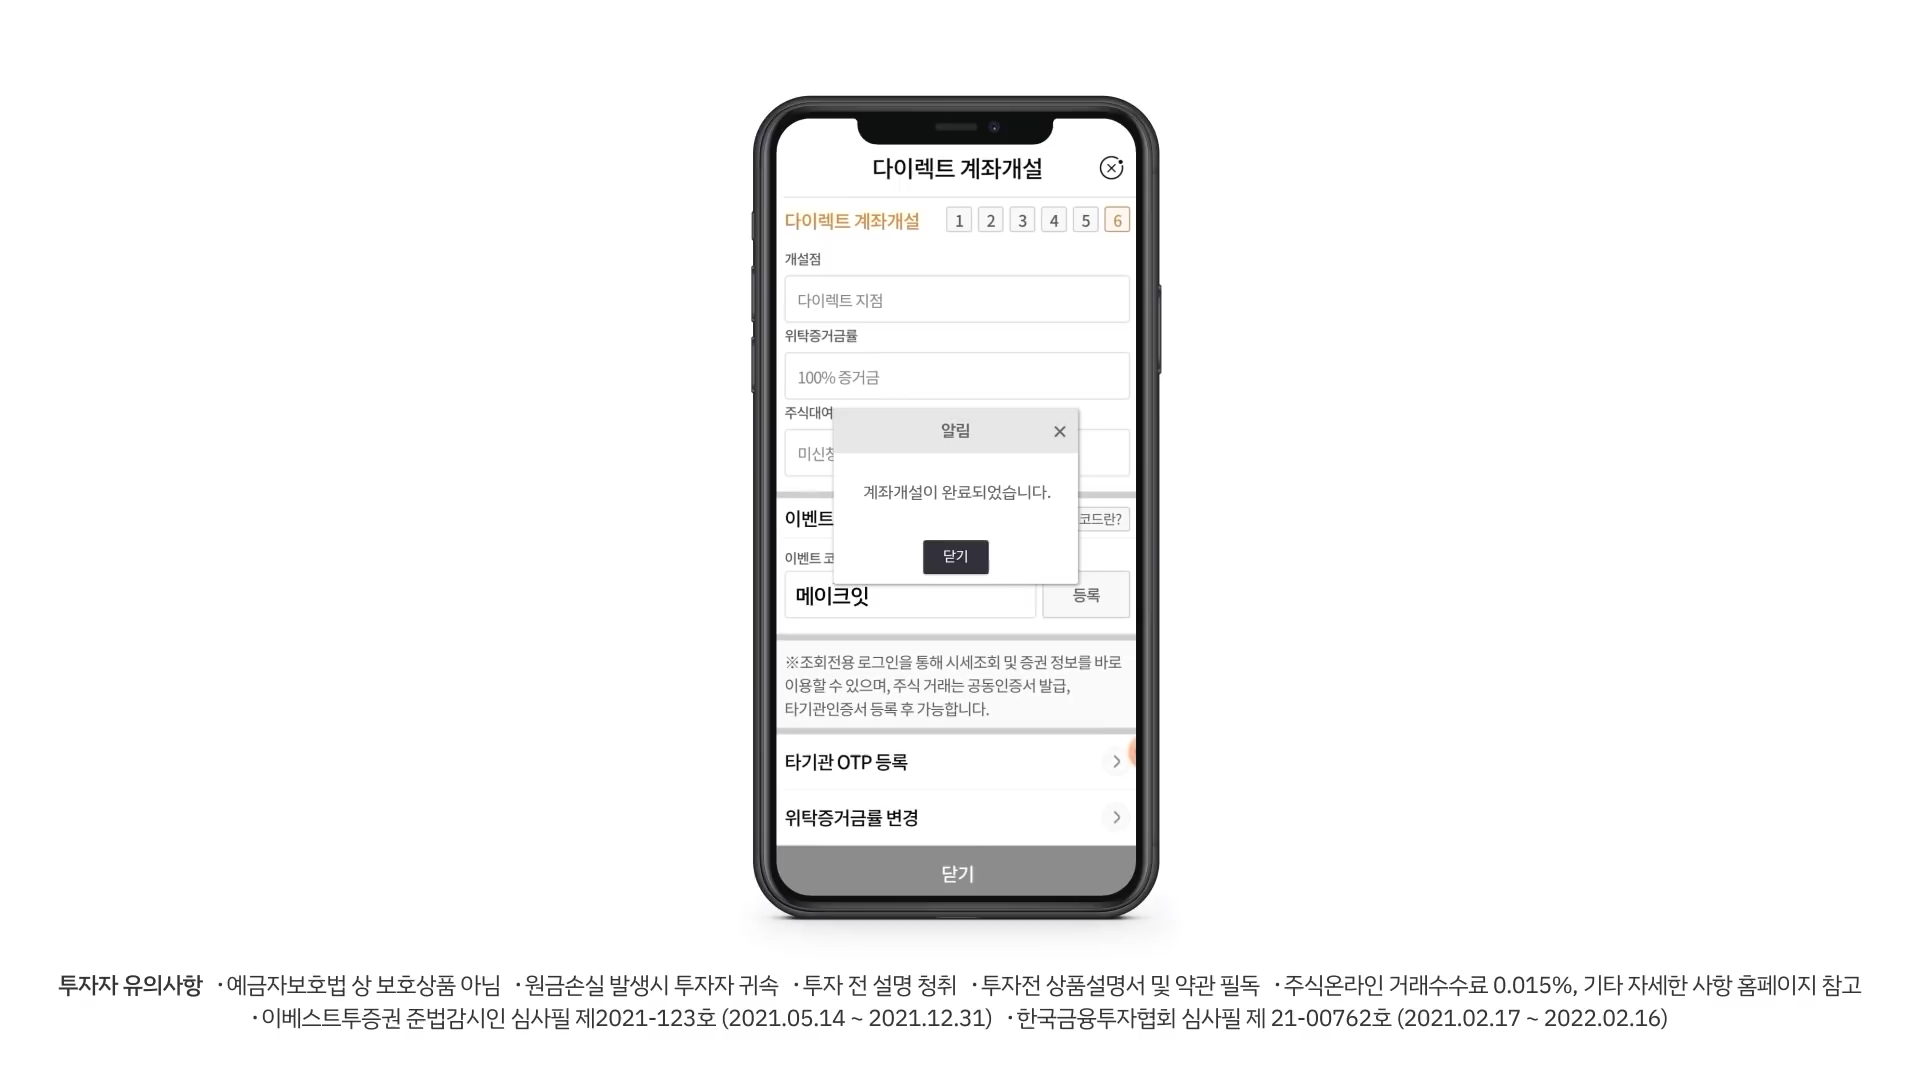 다이렉트 계좌개설
다이렉트 계좌개설 1 2 3 4 5 6
개설점
다이렉트 지점
위탁증거금률
100% 증거금
주식대여
알림
계좌개설이 완료되었습니다.
닫기
이벤트
코드란?
이벤트
메이크잇 등록
※조회전용 로그인을 통해 시세조회 및 증권 정보를 바로
이용할 수 있으며, 주식 거래는 공동인증서 발급,
타기관인증서 등록 후 가능합니다.
타기관 OTP 등록
위탁증거금률 변경
닫기
투자자 유의사항 ·예금자보호법 상 보호상품 아님 ·원금손실 발생시 투자자 귀속 ·투자 전 설명 청취 ·투자전 상품설명서 및 약관 필독 ·주식온라인 거래수수료 0.015%, 기타 자세한 사항 홈페이지 참고
·이베스트투증권 준법감시인 심사필 제2021-123호 (2021.05.14 ~ 2021.12.31) ·한국금융투자협회 심사필 제 21-00762호 (2021.02.17 ~ 2022.02.16)